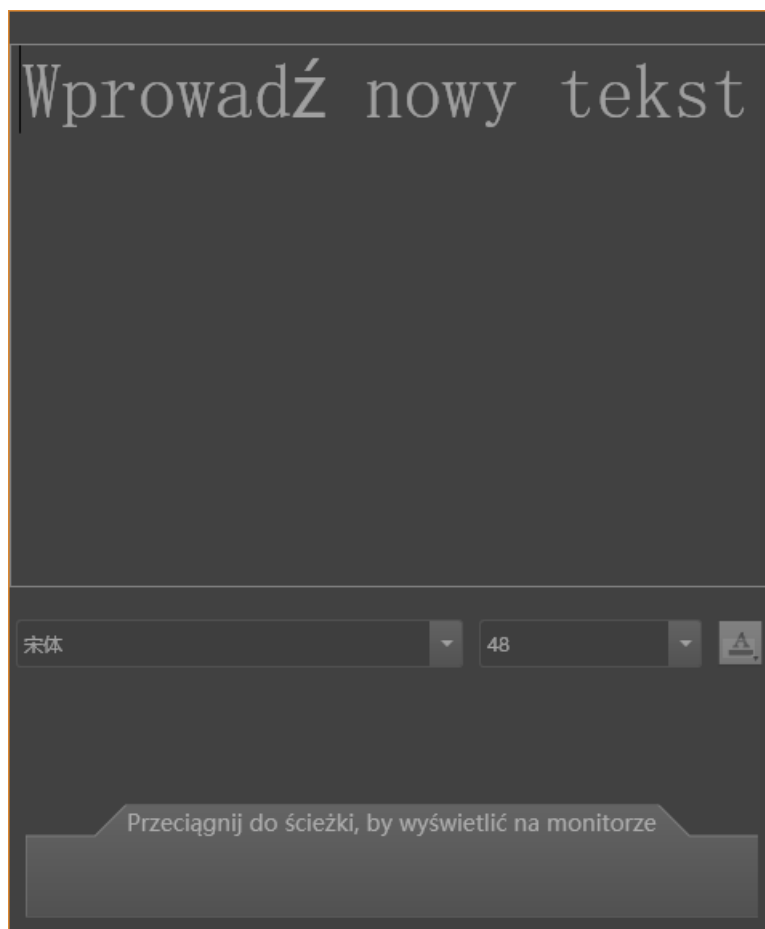 Wprowadź nowy tekst
宋体
48
A
Przeciągnij do ścieżki, by wyświetlić na monitorze